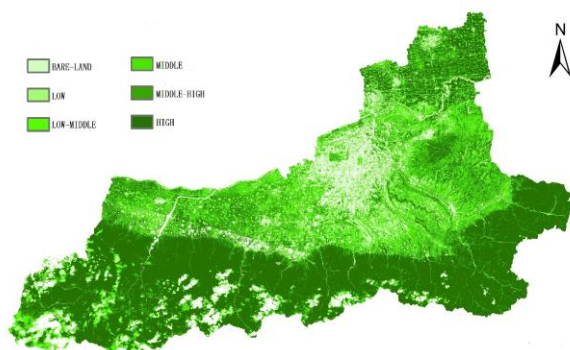 N
BARE-LAND
MIDDLE
LOW
MIDDLE-HIGH
LOW-MIDDLE
HIGH